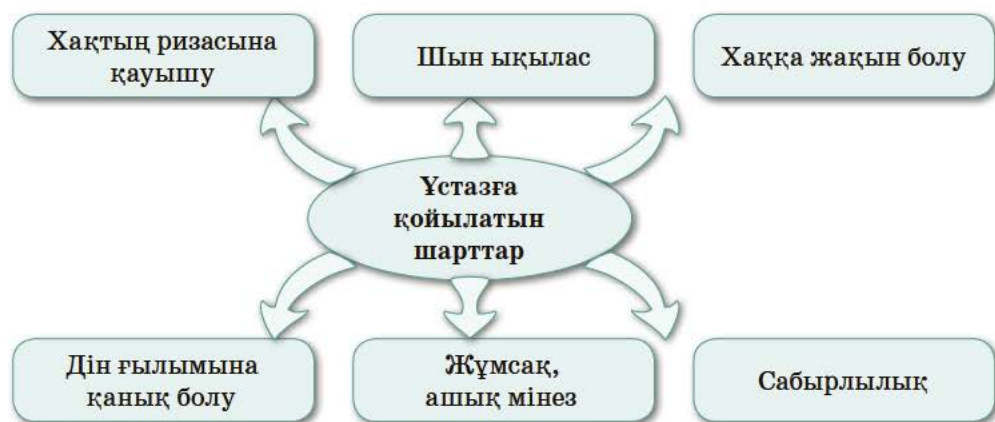 Хақтың ризасына
қауышу
Шын ықылас
Хаққа жақын болу
Ұстазға
қойылатын
шарттар
Дін ғылымына
қанық болу
Жұмсақ,
ашық мінез
Сабырлылық